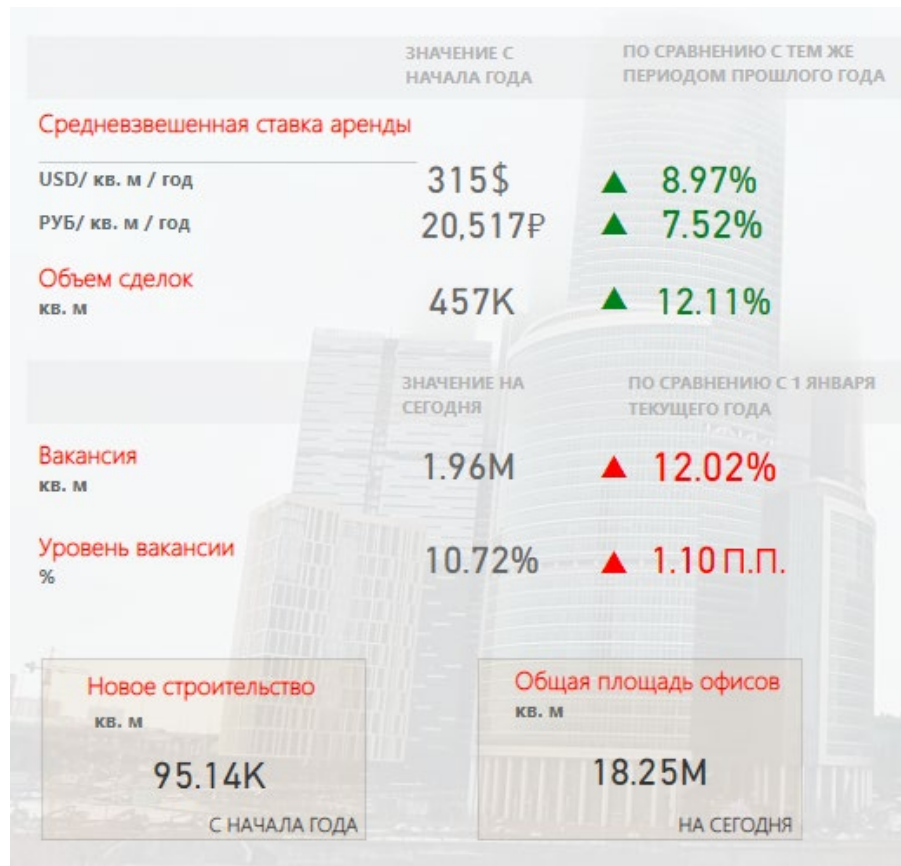 ЗНАЧЕНИЕ С
НАЧАЛА ГОДА
ПО СРАВНЕНИЮ С ТЕМ ЖЕ
ПЕРИОДОМ ПРОШЛОГО ГОДА
Средневзвешенная ставка аренды
USD/ кв. м / год 315$ ▲ 8.97%
РУБ/ кв. м / год 20,517₽ ▲ 7.52%
Объем сделок
кв. м 457K ▲ 12.11%
ЗНАЧЕНИЕ НА
СЕГОДНЯ
ПО СРАВНЕНИЮ С 1 ЯНВАРЯ
ТЕКУЩЕГО ГОДА
Вакансия
кв. м 1.96M ▲ 12.02%
Уровень вакансии
% 10.72% ▲ 1.10 П.П.
Новое строительство
кв. м
95.14K
С НАЧАЛА ГОДА
Общая площадь офисов
кв. м
18.25M
НА СЕГОДНЯ